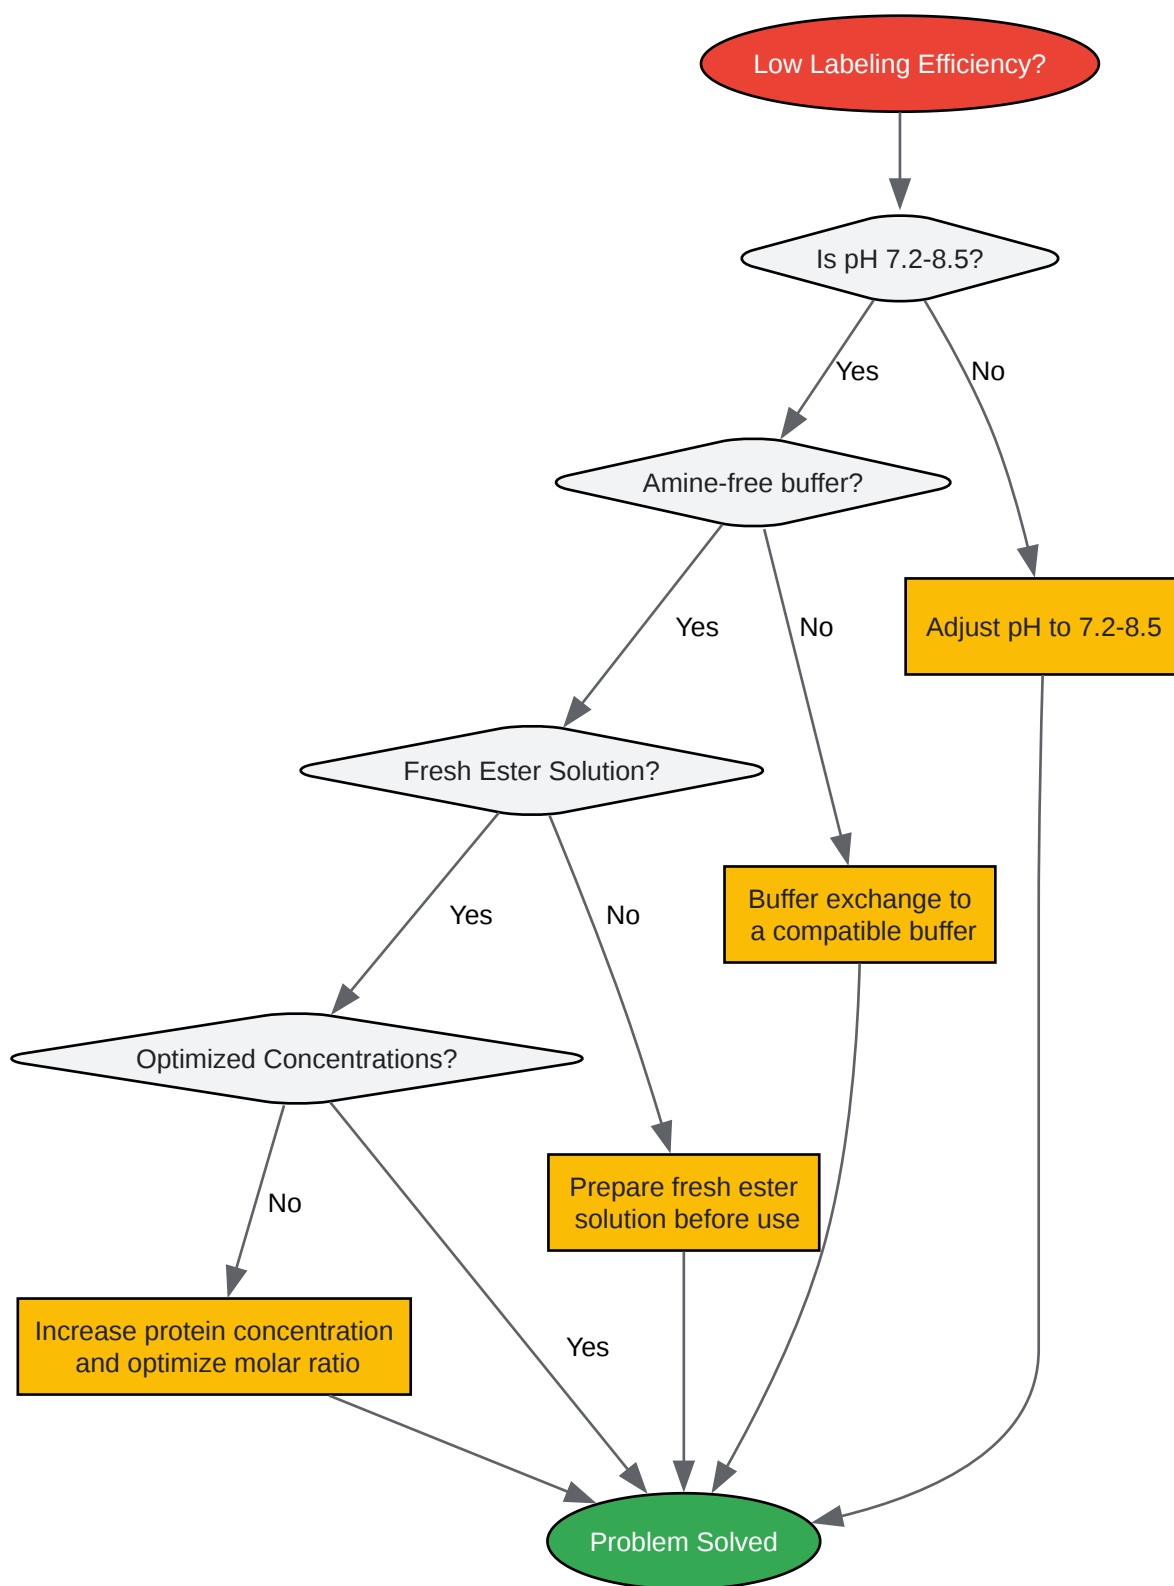 Low Labeling Efficiency?
Is pH 7.2-8.5?
Yes
No
Amine-free buffer?
Yes
No
Adjust pH to 7.2-8.5
Fresh Ester Solution?
Yes
No
Buffer exchange to
a compatible buffer
Optimized Concentrations?
No
Prepare fresh ester
solution before use
Increase protein concentration
and optimize molar ratio
Yes
Problem Solved